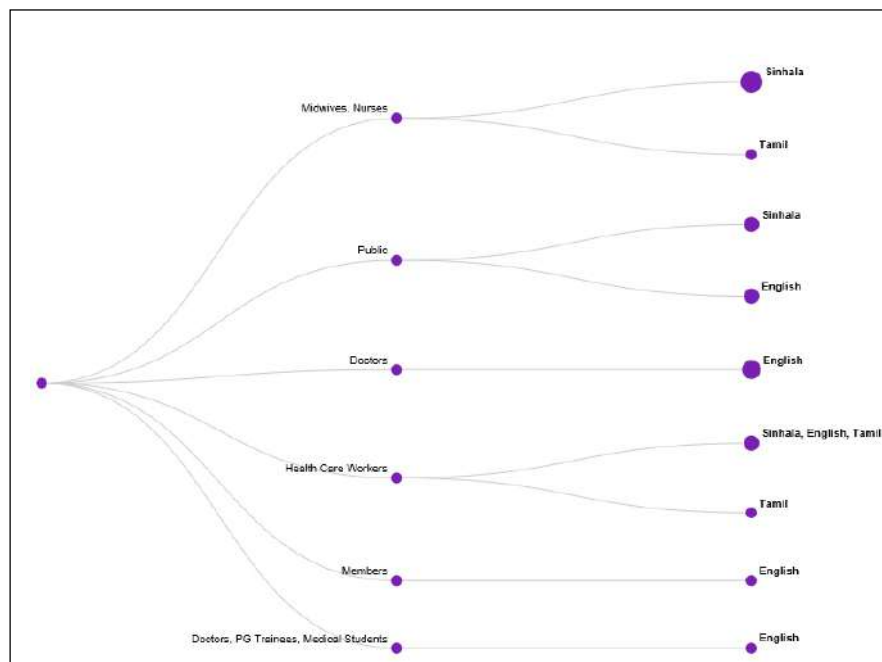 Sinhala
Midwives, Nurses
Tamil
Sinhala
Public
English
Doctors
English
Sinhala, English, Tamil
Health Care Workers
Tamil
Members
English
Doctors, PG Trainees, Medical Students
English